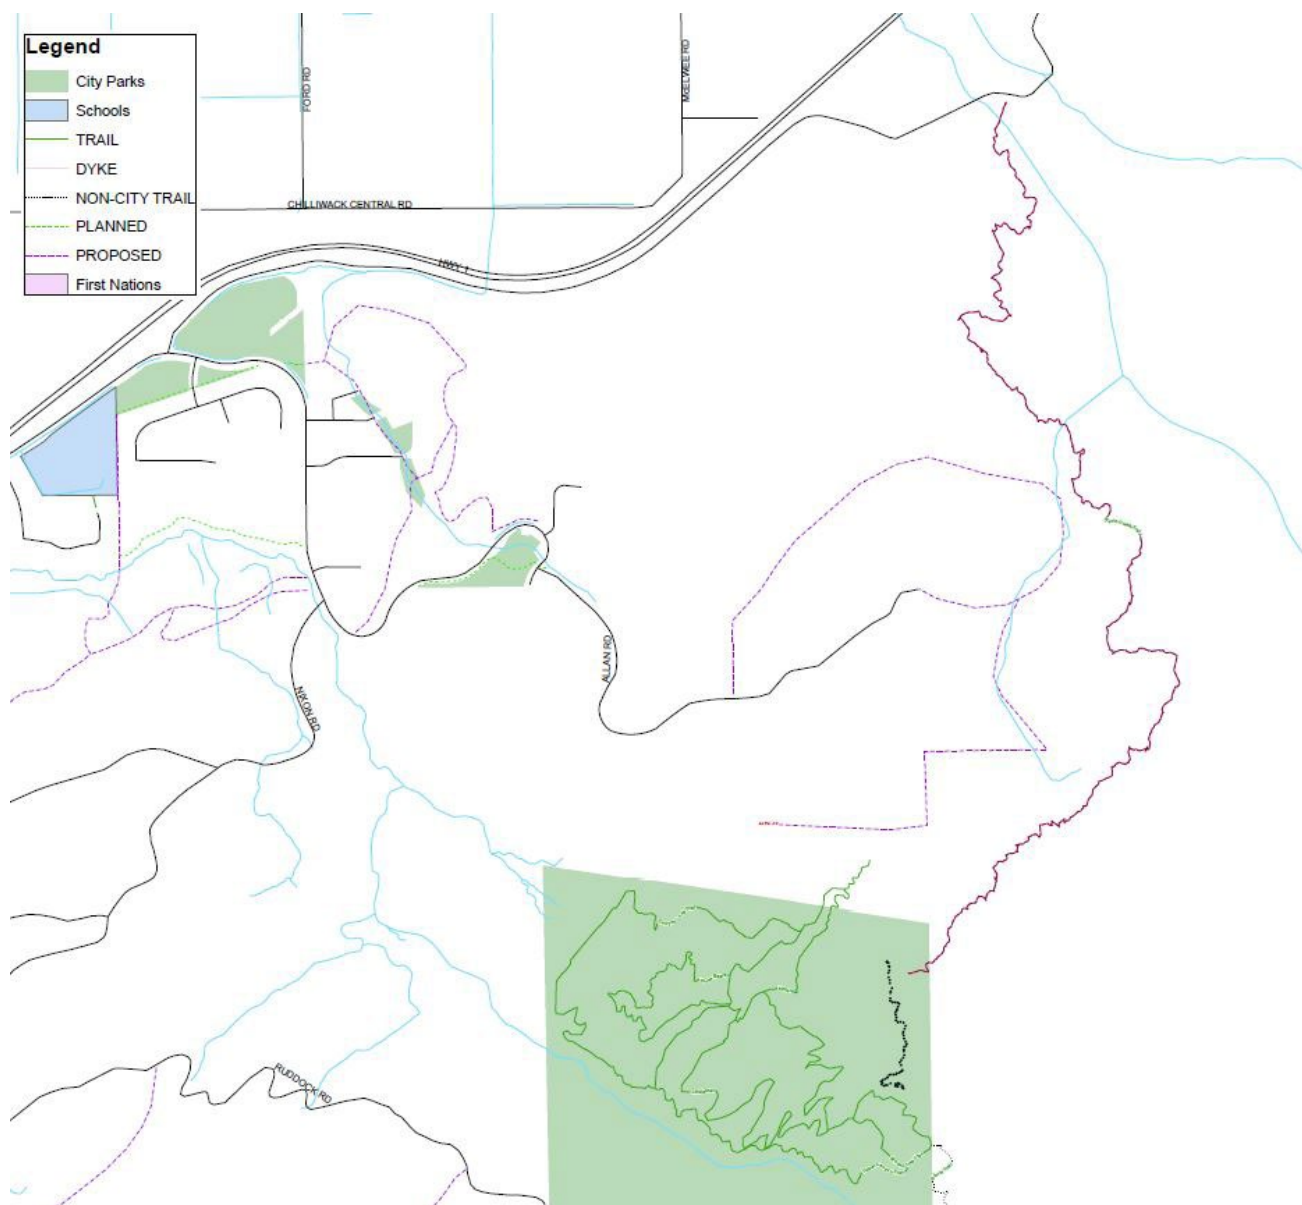 Legend
City Parks
Schools
TRAIL
DYKE
NON-CITY TRAIL
PLANNED
PROPOSED
First Nations
FORD RD
McELWEE RD
CHILLIWACK CENTRAL RD
HWY 1
ALLAN RD
NIXON RD
RUDDOCK RD